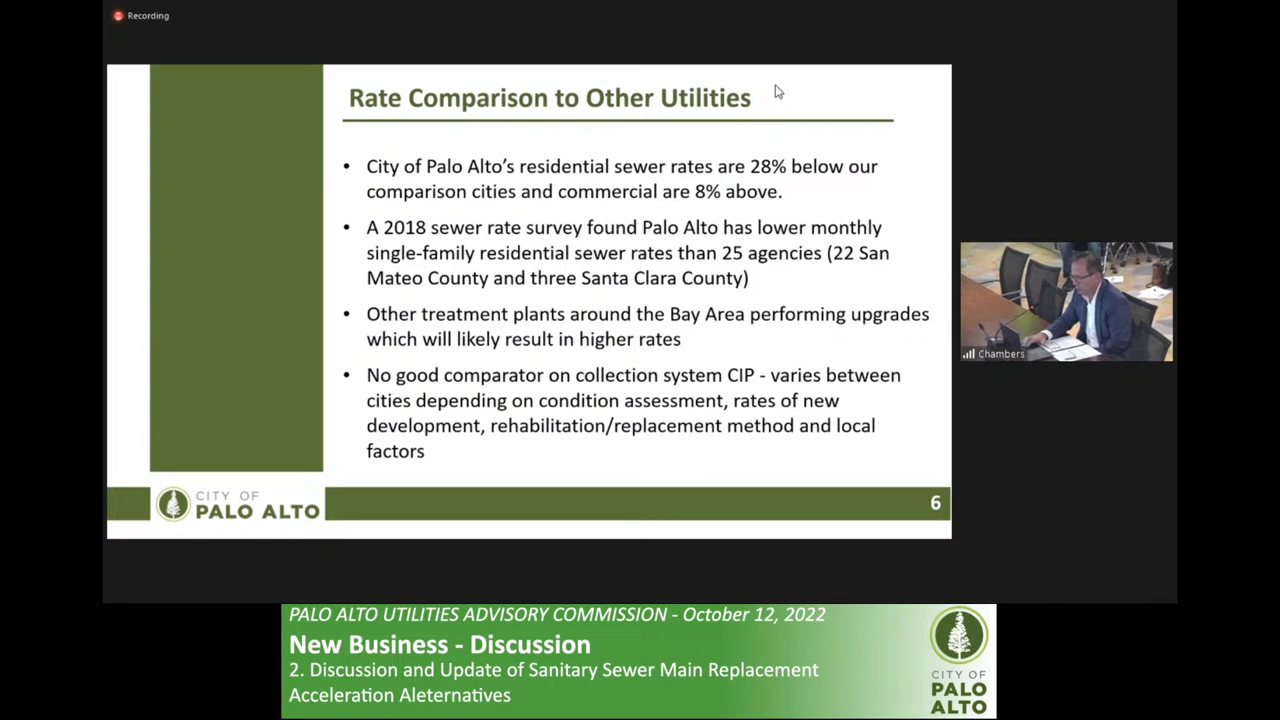 Recording
Rate Comparison to Other Utilities
• City of Palo Alto's residential sewer rates are 28% below our
comparison cities and commercial are 8% above.
• A 2018 sewer rate survey found Palo Alto has lower monthly
single-family residential sewer rates than 25 agencies (22 San
Mateo County and three Santa Clara County)
• Other treatment plants around the Bay Area performing upgrades
which will likely result in higher rates
• No good comparator on collection system CIP - varies between
cities depending on condition assessment, rates of new
development, rehabilitation/replacement method and local
factors
CITY OF
PALO ALTO
6
Chambers
PALO ALTO UTILITIES ADVISORY COMMISSION - October 12, 2022
New Business - Discussion
2. Discussion and Update of Sanitary Sewer Main Replacement
Acceleration Aleternatives
CITY OF
PALO
ALTO